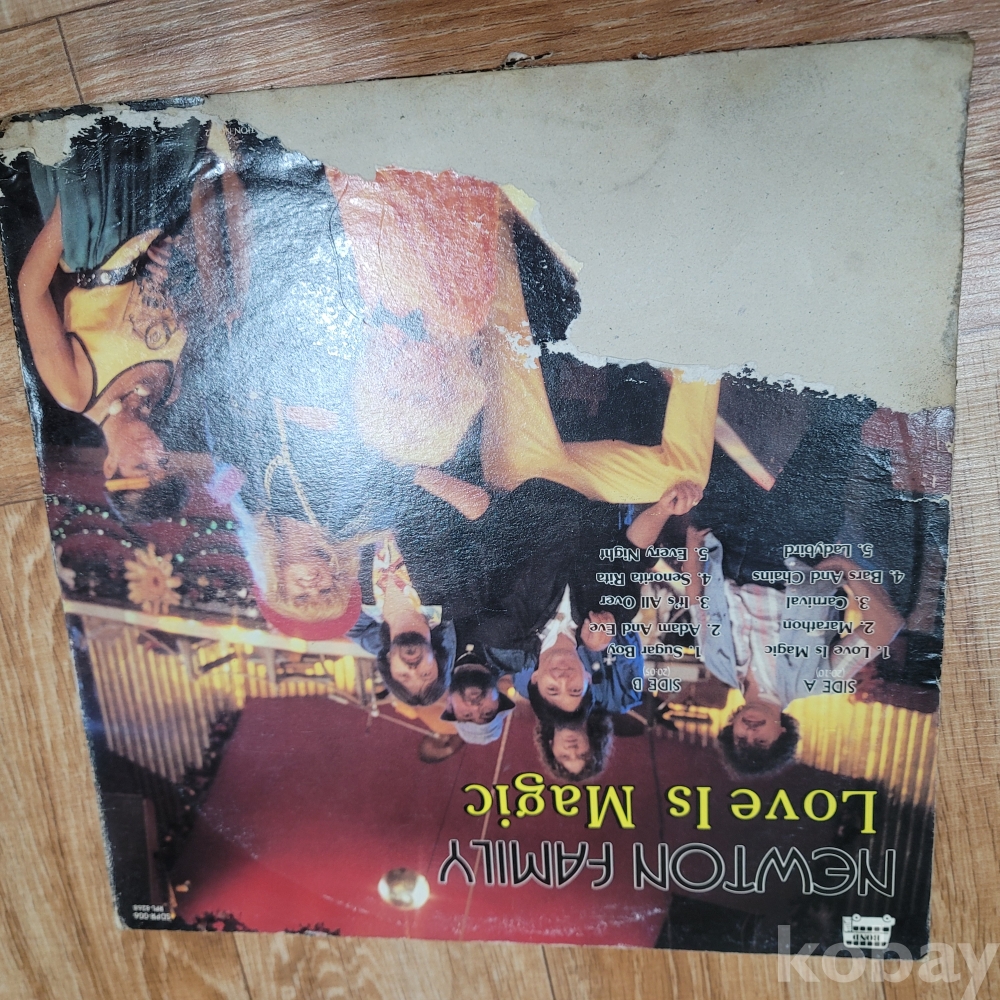 HOND
NEWTON FAMILY
Love Is Magic
SIDE A
1. Love Is Magic
2. Marathon
3. Carnival
4. Bars And Chains
5. Ladybird
SIDE B
1. Sugar Boy
2. Adam And Eve
3. It's All Over
4. Senorita Rita
5. Every Night
kobay